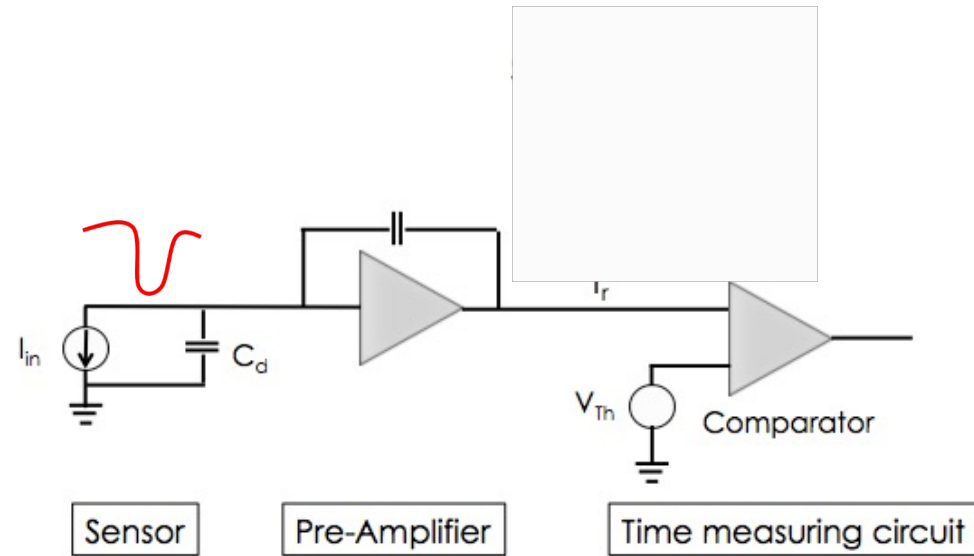 I_in
C_d
V_Th
Comparator
Sensor
Pre-Amplifier
Time measuring circuit